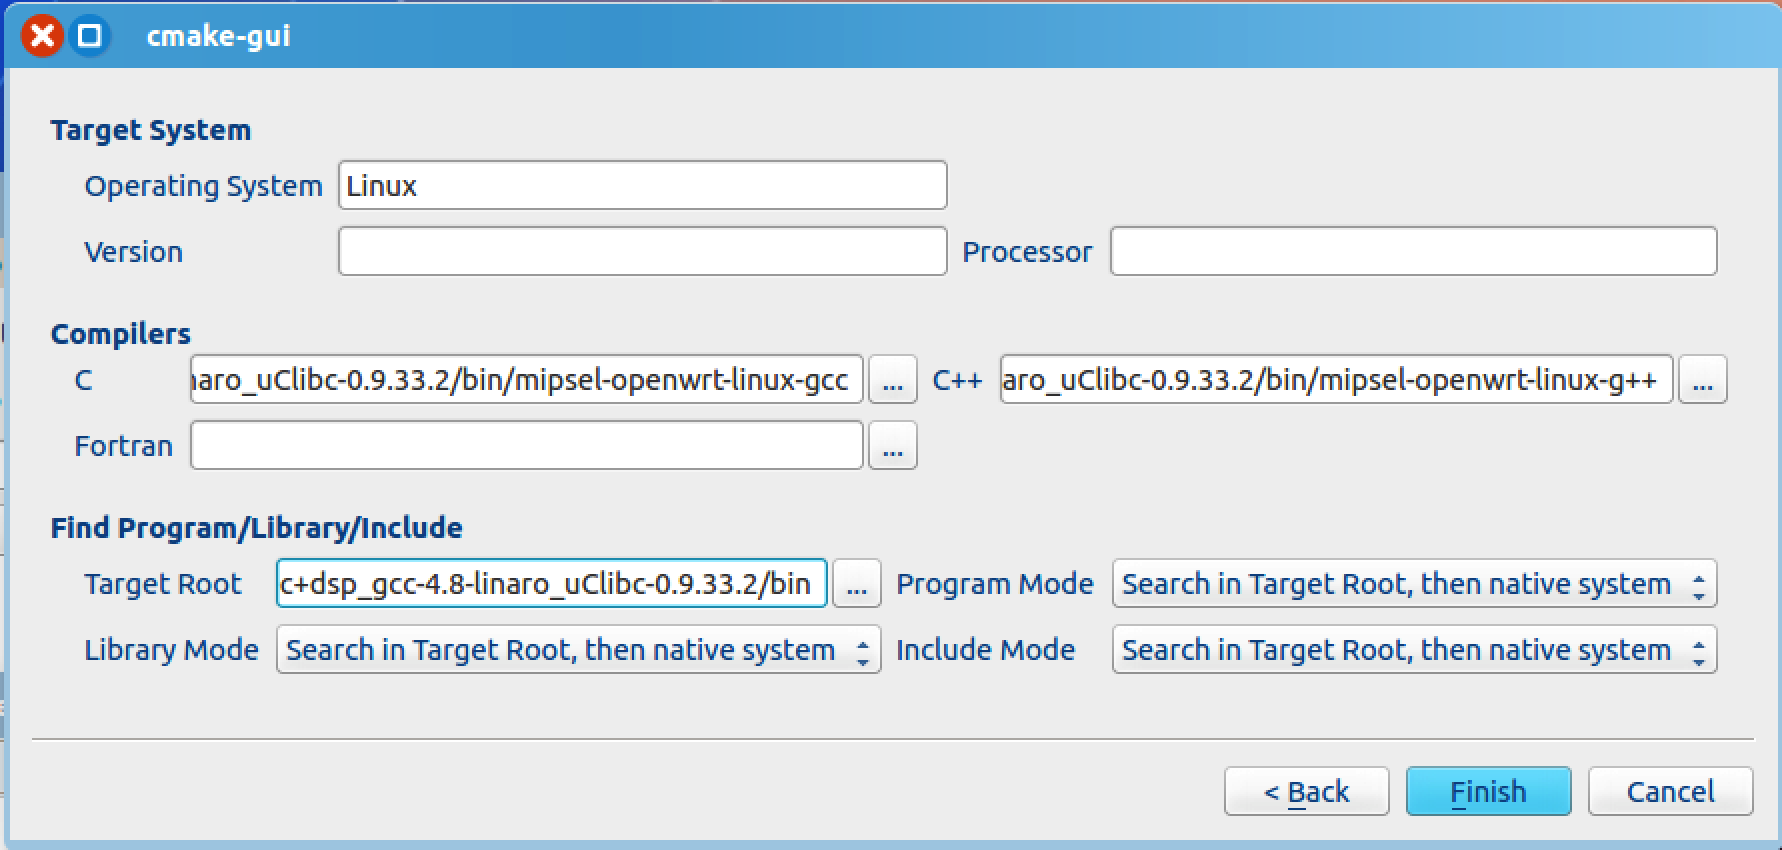 cmake-gui
Target System
Operating System Linux
Version Processor
Compilers
C naro_uClibc-0.9.33.2/bin/mipsel-openwrt-linux-gcc ... C++ aro_uClibc-0.9.33.2/bin/mipsel-openwrt-linux-g++ ...
Fortran ...
Find Program/Library/Include
Target Root c+dsp_gcc-4.8-linaro_uClibc-0.9.33.2/bin ... Program Mode Search in Target Root, then native system
Library Mode Search in Target Root, then native system Include Mode Search in Target Root, then native system
< Back Finish Cancel